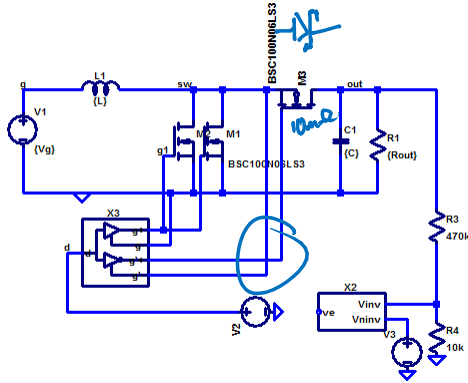 BSC100N06LS3
L1
g
{L}
sw
M3
out
V1
{Vg}
M2
M1
g1
BSC100N06LS3
10mΩ
C1
{C}
R1
{Rout}
X3
d
d
g+
g
g'+
g'-
R3
470k
V2
X2
ve
Vinv
Vninv
V3
R4
10k